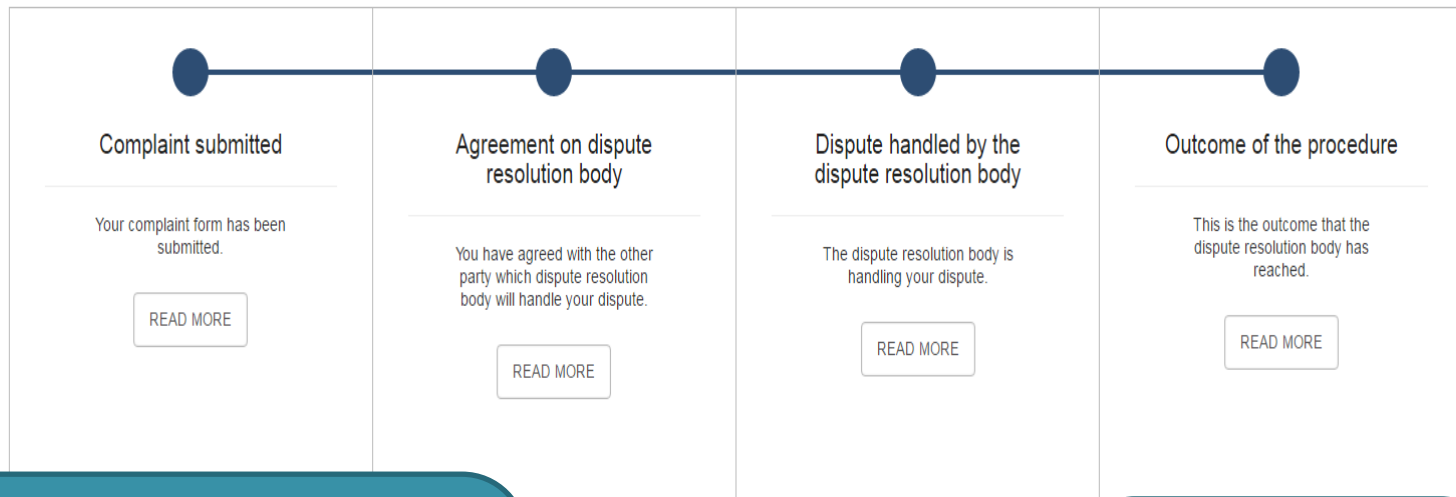 Complaint submitted
Your complaint form has been
submitted.
READ MORE
Agreement on dispute
resolution body
You have agreed with the other
party which dispute resolution
body will handle your dispute.
READ MORE
Dispute handled by the
dispute resolution body
The dispute resolution body is
handling your dispute.
READ MORE
Outcome of the procedure
This is the outcome that the
dispute resolution body has
reached.
READ MORE